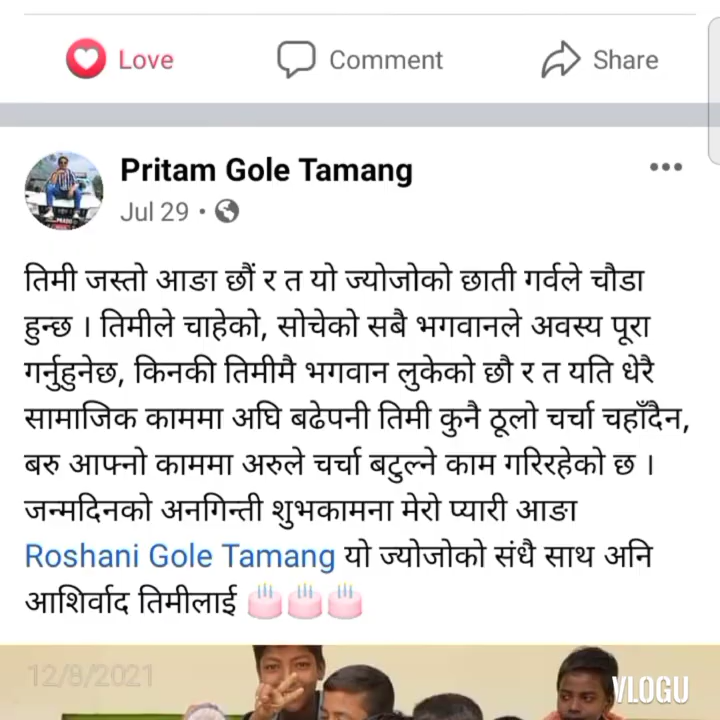 Love Comment Share
Pritam Gole Tamang
Jul 29
तिमी जस्तो आङा छौं र त यो ज्योजोको छाती गर्वले चौडा
हुन्छ । तिमीले चाहेको, सोचेको सबै भगवानले अवस्य पूरा
गर्नुहुनेछ, किनकी तिमीमै भगवान लुकेको छौ र त यति धेरै
सामाजिक काममा अघि बढेपनी तिमी कुनै ठूलो चर्चा चहाँदैन,
बरु आफ्नो काममा अरुले चर्चा बटुल्ने काम गरिरहेको छ ।
जन्मदिनको अनगिन्ती शुभकामना मेरो प्यारी आङा
Roshani Gole Tamang यो ज्योजोको संधै साथ अनि
आशिर्वाद तिमीलाई
12/8/2021
VLOGU